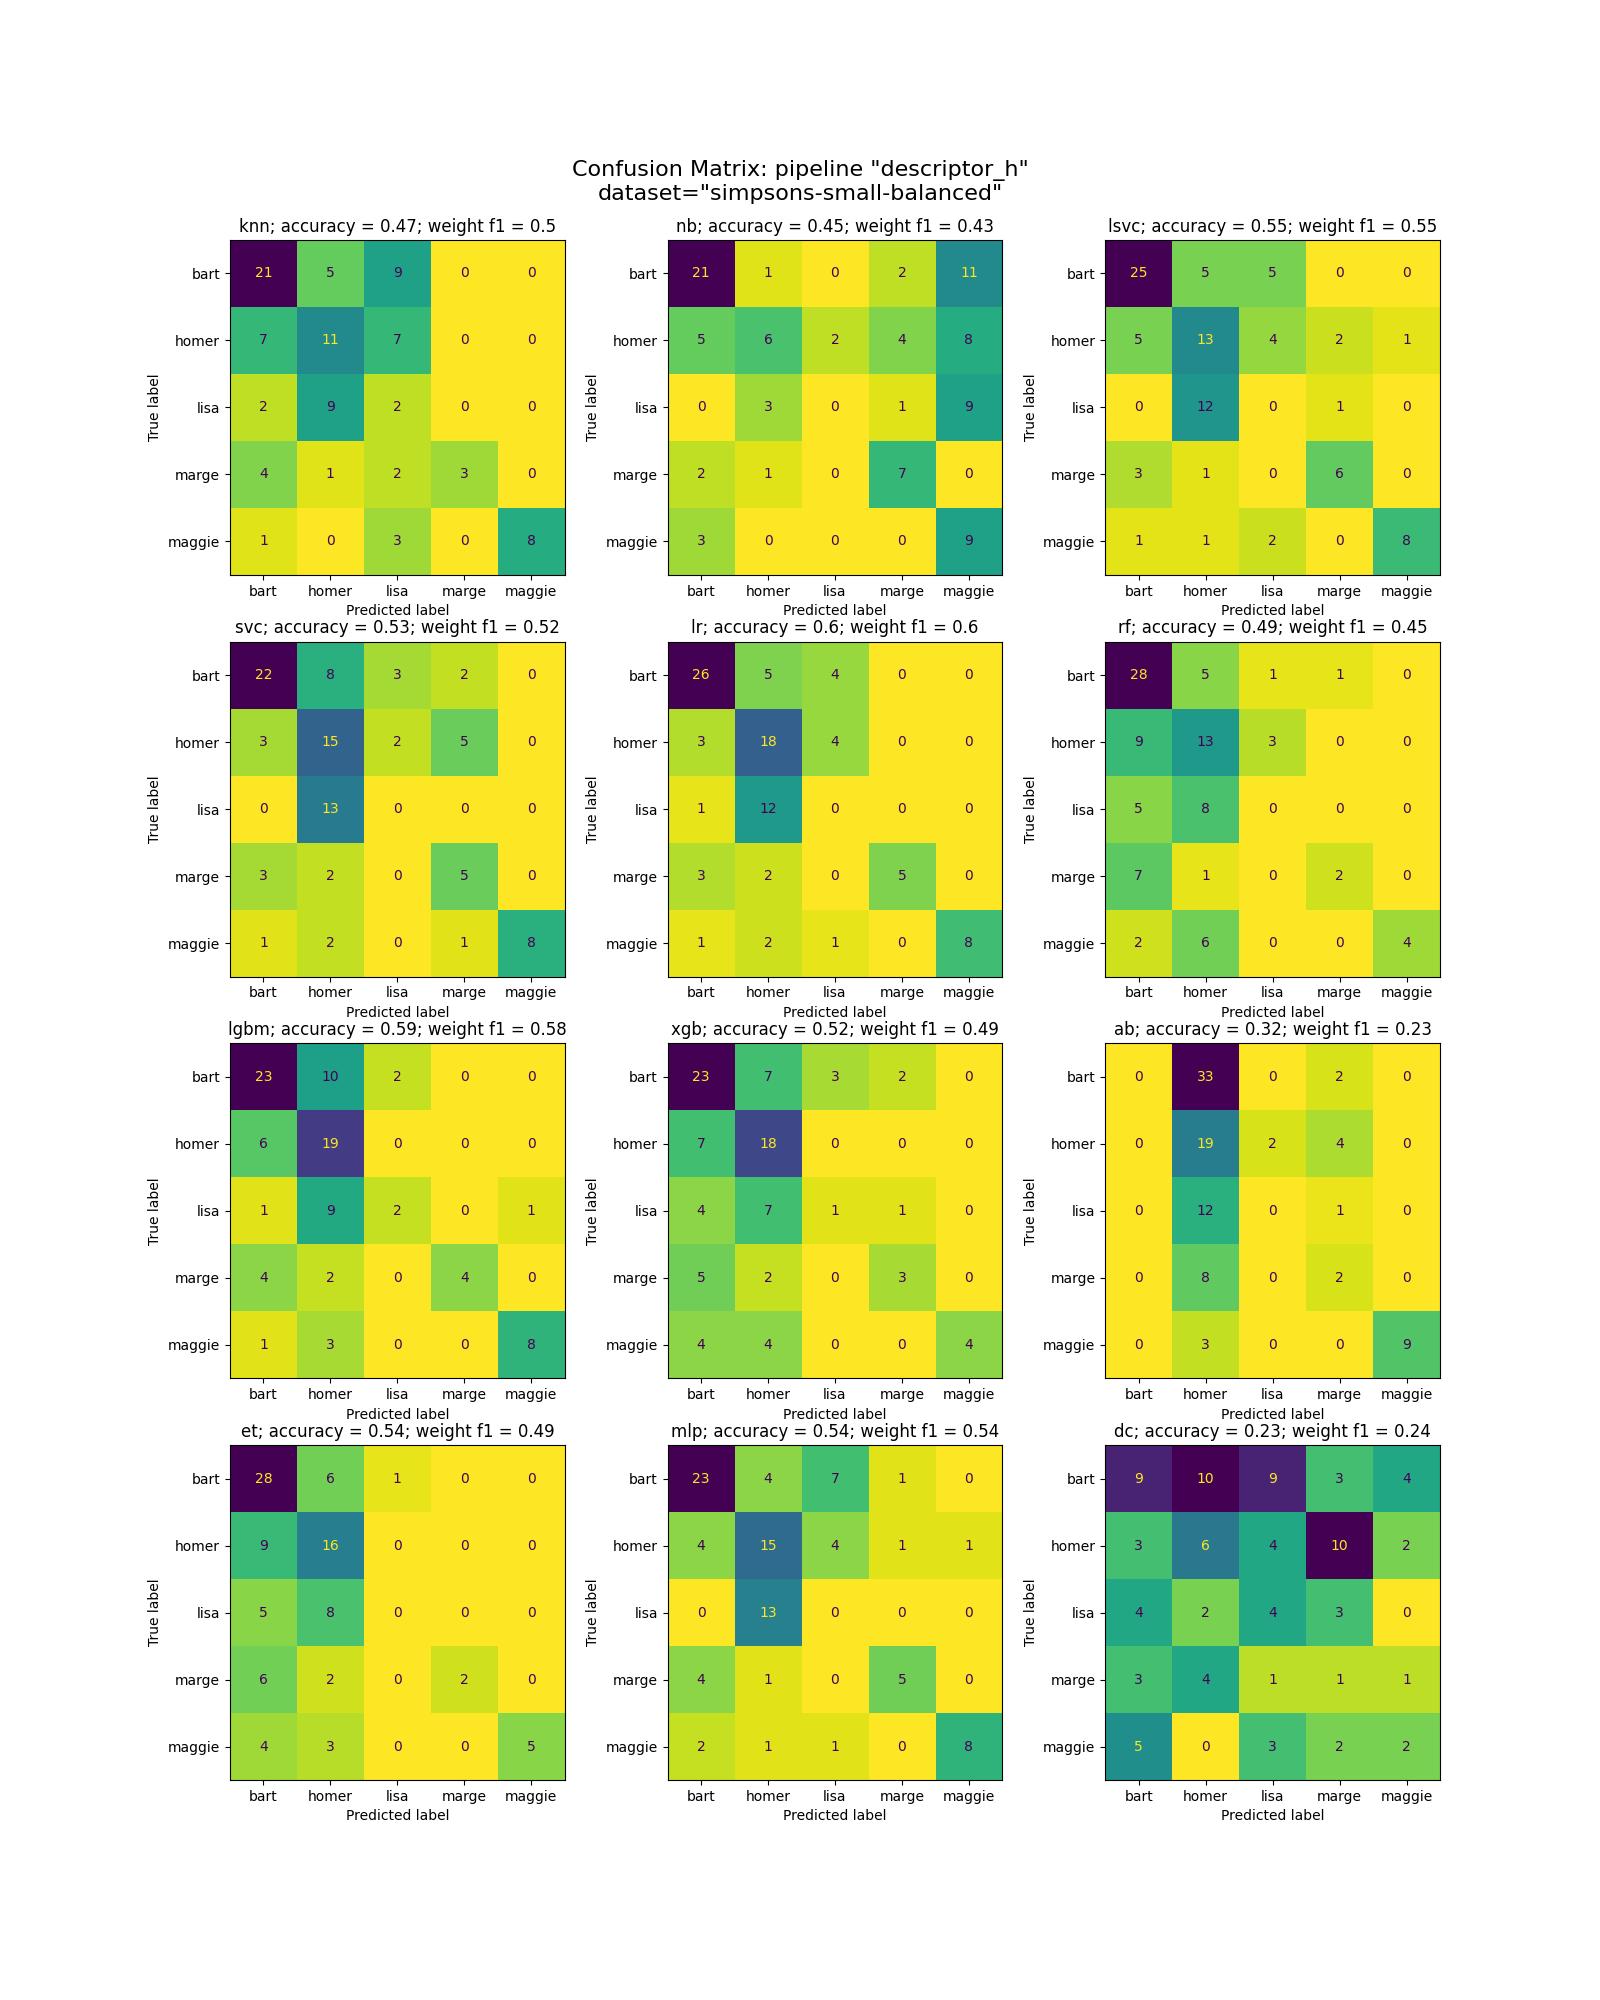 Confusion Matrix: pipeline "descriptor_h"
dataset="simpsons-small-balanced"
knn; accuracy = 0.47; weight f1 = 0.5
True label
bart 21 5 9 0 0
homer 7 11 7 0 0
lisa 2 9 2 0 0
marge 4 1 2 3 0
maggie 1 0 3 0 8
bart homer lisa marge maggie
Predicted label
nb; accuracy = 0.45; weight f1 = 0.43
True label
bart 21 1 0 2 11
homer 5 6 2 4 8
lisa 0 3 0 1 9
marge 2 1 0 7 0
maggie 3 0 0 0 9
bart homer lisa marge maggie
Predicted label
lsvc; accuracy = 0.55; weight f1 = 0.55
True label
bart 25 5 5 0 0
homer 5 13 4 2 1
lisa 0 12 0 1 0
marge 3 1 0 6 0
maggie 1 1 2 0 8
bart homer lisa marge maggie
Predicted label
svc; accuracy = 0.53; weight f1 = 0.52
True label
bart 22 8 3 2 0
homer 3 15 2 5 0
lisa 0 13 0 0 0
marge 3 2 0 5 0
maggie 1 2 0 1 8
bart homer lisa marge maggie
Predicted label
lr; accuracy = 0.6; weight f1 = 0.6
True label
bart 26 5 4 0 0
homer 3 18 4 0 0
lisa 1 12 0 0 0
marge 3 2 0 5 0
maggie 1 2 1 0 8
bart homer lisa marge maggie
Predicted label
rf; accuracy = 0.49; weight f1 = 0.45
True label
bart 28 5 1 1 0
homer 9 13 3 0 0
lisa 5 8 0 0 0
marge 7 1 0 2 0
maggie 2 6 0 0 4
bart homer lisa marge maggie
Predicted label
lgbm; accuracy = 0.59; weight f1 = 0.58
True label
bart 23 10 2 0 0
homer 6 19 0 0 0
lisa 1 9 2 0 1
marge 4 2 0 4 0
maggie 1 3 0 0 8
bart homer lisa marge maggie
Predicted label
xgb; accuracy = 0.52; weight f1 = 0.49
True label
bart 23 7 3 2 0
homer 7 18 0 0 0
lisa 4 7 1 1 0
marge 5 2 0 3 0
maggie 4 4 0 0 4
bart homer lisa marge maggie
Predicted label
ab; accuracy = 0.32; weight f1 = 0.23
True label
bart 0 33 0 2 0
homer 0 19 2 4 0
lisa 0 12 0 1 0
marge 0 8 0 2 0
maggie 0 3 0 0 9
bart homer lisa marge maggie
Predicted label
et; accuracy = 0.54; weight f1 = 0.49
True label
bart 28 6 1 0 0
homer 9 16 0 0 0
lisa 5 8 0 0 0
marge 6 2 0 2 0
maggie 4 3 0 0 5
bart homer lisa marge maggie
Predicted label
mlp; accuracy = 0.54; weight f1 = 0.54
True label
bart 23 4 7 1 0
homer 4 15 4 1 1
lisa 0 13 0 0 0
marge 4 1 0 5 0
maggie 2 1 1 0 8
bart homer lisa marge maggie
Predicted label
dc; accuracy = 0.23; weight f1 = 0.24
True label
bart 9 10 9 3 4
homer 3 6 4 10 2
lisa 4 2 4 3 0
marge 3 4 1 1 1
maggie 5 0 3 2 2
bart homer lisa marge maggie
Predicted label